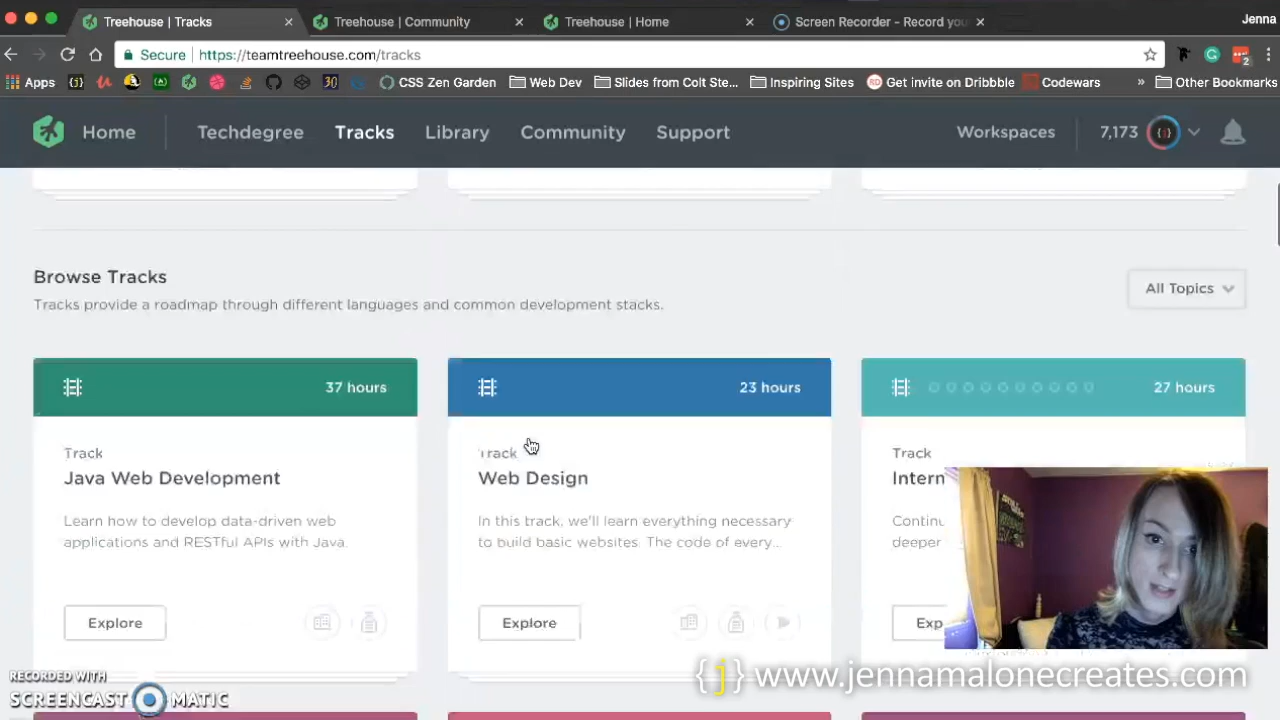 Treehouse | Tracks
Treehouse | Community
Treehouse | Home
Screen Recorder - Record you
Jenna
Secure https://teamtreehouse.com/tracks
2
Apps
30
CSS Zen Garden
Web Dev
Slides from Colt Ste...
Inspiring Sites
Get invite on Dribbble
Codewars
»
Other Bookmarks
Home
Techdegree
Tracks
Library
Community
Support
Workspaces
7,173
Browse Tracks
All Topics
Tracks provide a roadmap through different languages and common development stacks.
37 hours
23 hours
27 hours
Track
Java Web Development
Learn how to develop data-driven web
applications and RESTful APIs with Java.
Explore
Track
Web Design
In this track, we'll learn everything necessary
to build basic websites. The code of every...
Explore
Track
Intern
Continu
deeper
Exp
RECORDED WITH
SCREENCAST MATIC
{j} www.jennamalonecreates.com